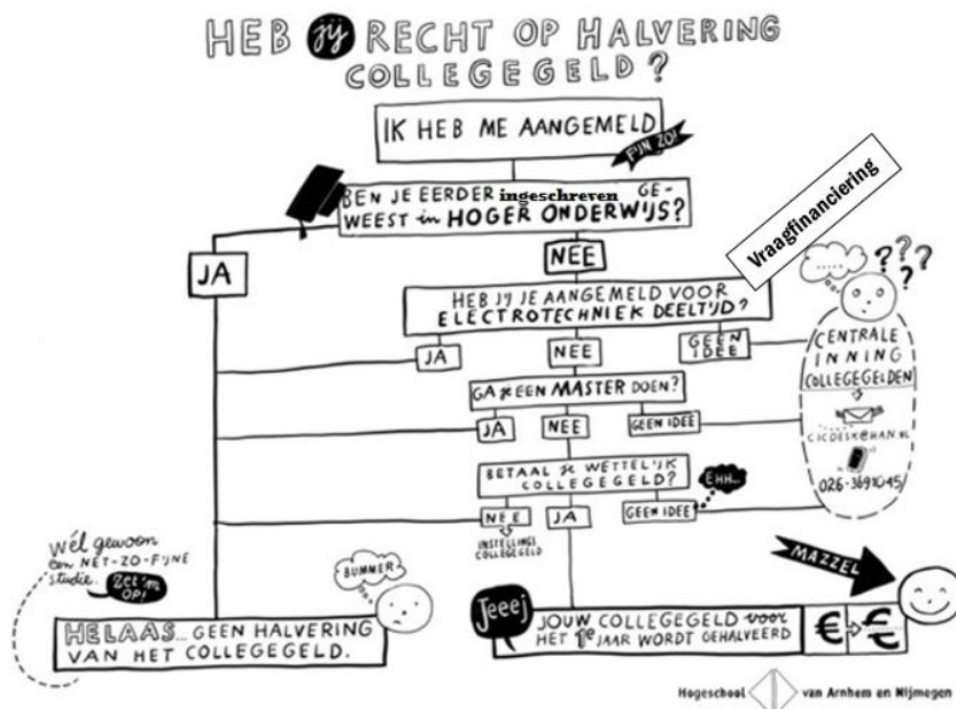 HEB jij RECHT OP HALVERING
COLLEGEGELD?
IK HEB ME AANGEMELD
FIJN ZO!
BEN JE EERDER ingeschreven GE-
WEEST in HOGER ONDERWIJS?
Vraagfinanciering
JA
NEE
HEB JIJ JE AANGEMELD VOOR
ELECTROTECHNIEK DEELTIJD?
JA
NEE
GEEN
IDEE
.....
????
CENTRALE
INNING
COLLEGEGELDEN
CICDESK@HAN.NL
026-3691045
GA je EEN MASTER DOEN?
JA
NEE
GEEN IDEE
BETAAL je WETTELIJK
COLLEGEGELD?
EHH...
NEE
JA
GEEN IDEE
INSTELLINGS
COLLEGEGELD
Wél gewoon
een NET-ZO-FIJNE
studie..
Zet 'm
OP!
BUMMER
MAZZEL
HELAAS... GEEN HALVERING
VAN HET COLLEGEGELD.
Jeeej
JOUW COLLEGEGELD voor
HET 1e JAAR WORDT GEHALVEERD
€ → €
Hogeschool van Arnhem en Nijmegen